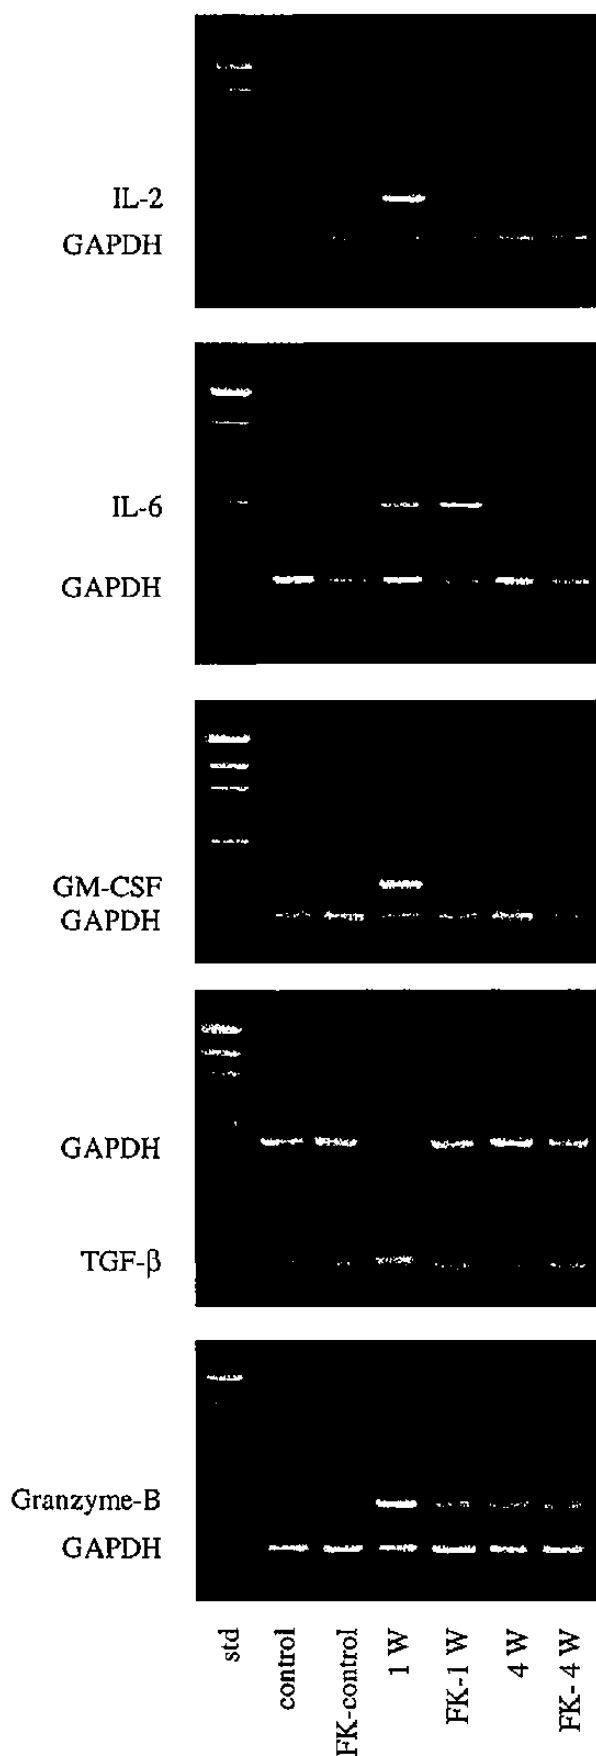 IL-2
GAPDH
IL-6
GAPDH
GM-CSF
GAPDH
GAPDH
TGF-β
Granzyme-B
GAPDH
std
control
FK-control
1 W
FK-1 W
4 W
FK- 4 W